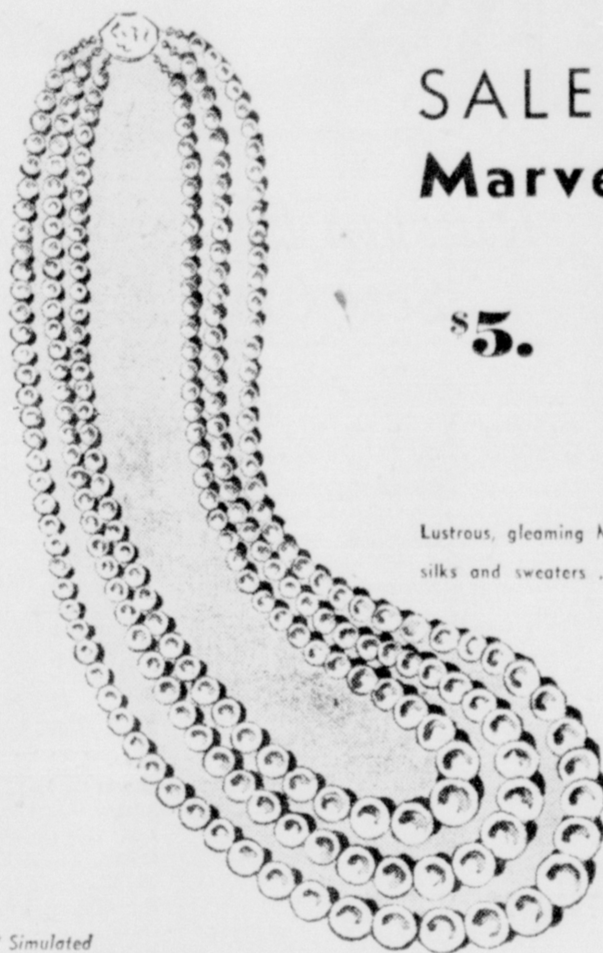 SALE
Marve
$5.
Lustrous, gleaming
silks and sweaters .
Simulated